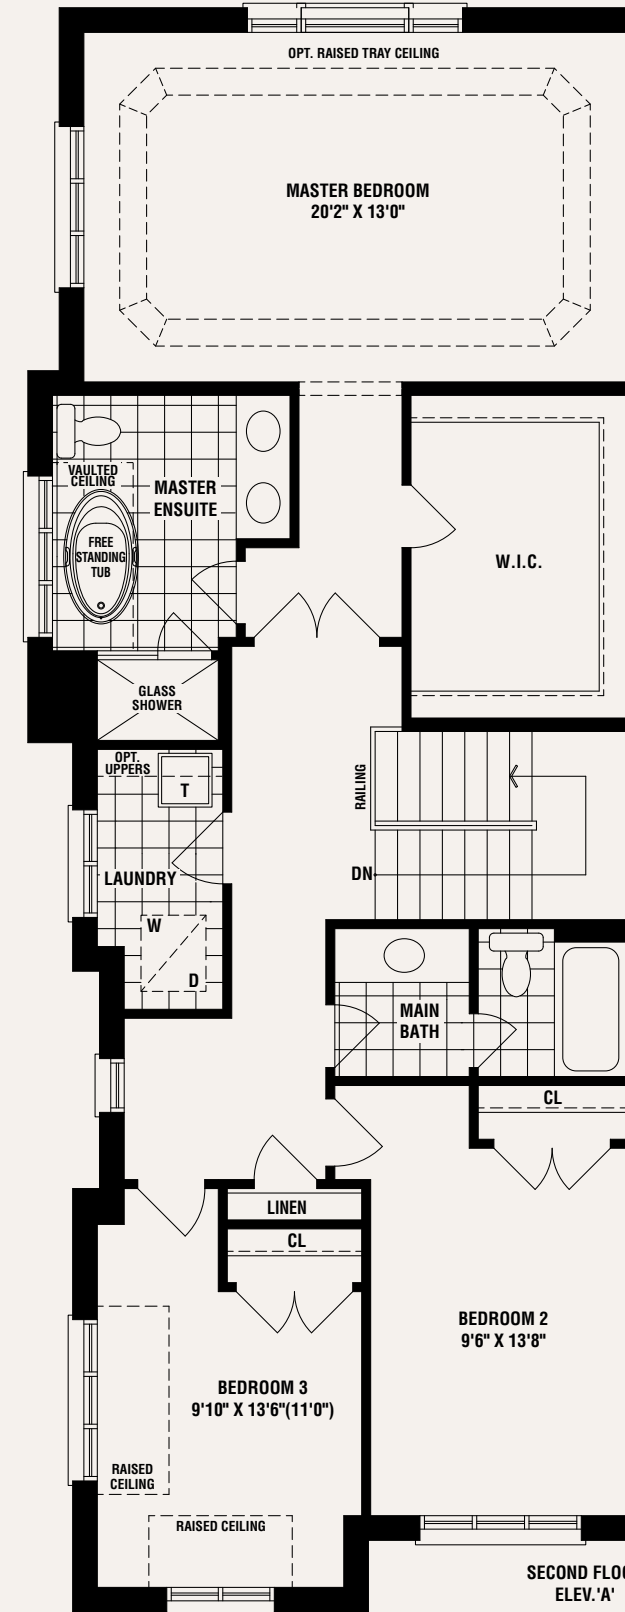 OPT. RAISED TRAY CEILING
MASTER BEDROOM
20'2" X 13'0"
VAULTED
CEILING
MASTER
ENSUITE
FREE
STANDING
TUB
W.I.C.
GLASS
SHOWER
OPT.
UPPERS
T
RAILING
LAUNDRY
DN
W
D
MAIN
BATH
CL
LINEN
CL
BEDROOM 2
9'6" X 13'8"
BEDROOM 3
9'10" X 13'6"(11'0")
RAISED
CEILING
RAISED CEILING
SECOND FLO
ELEV.'A'